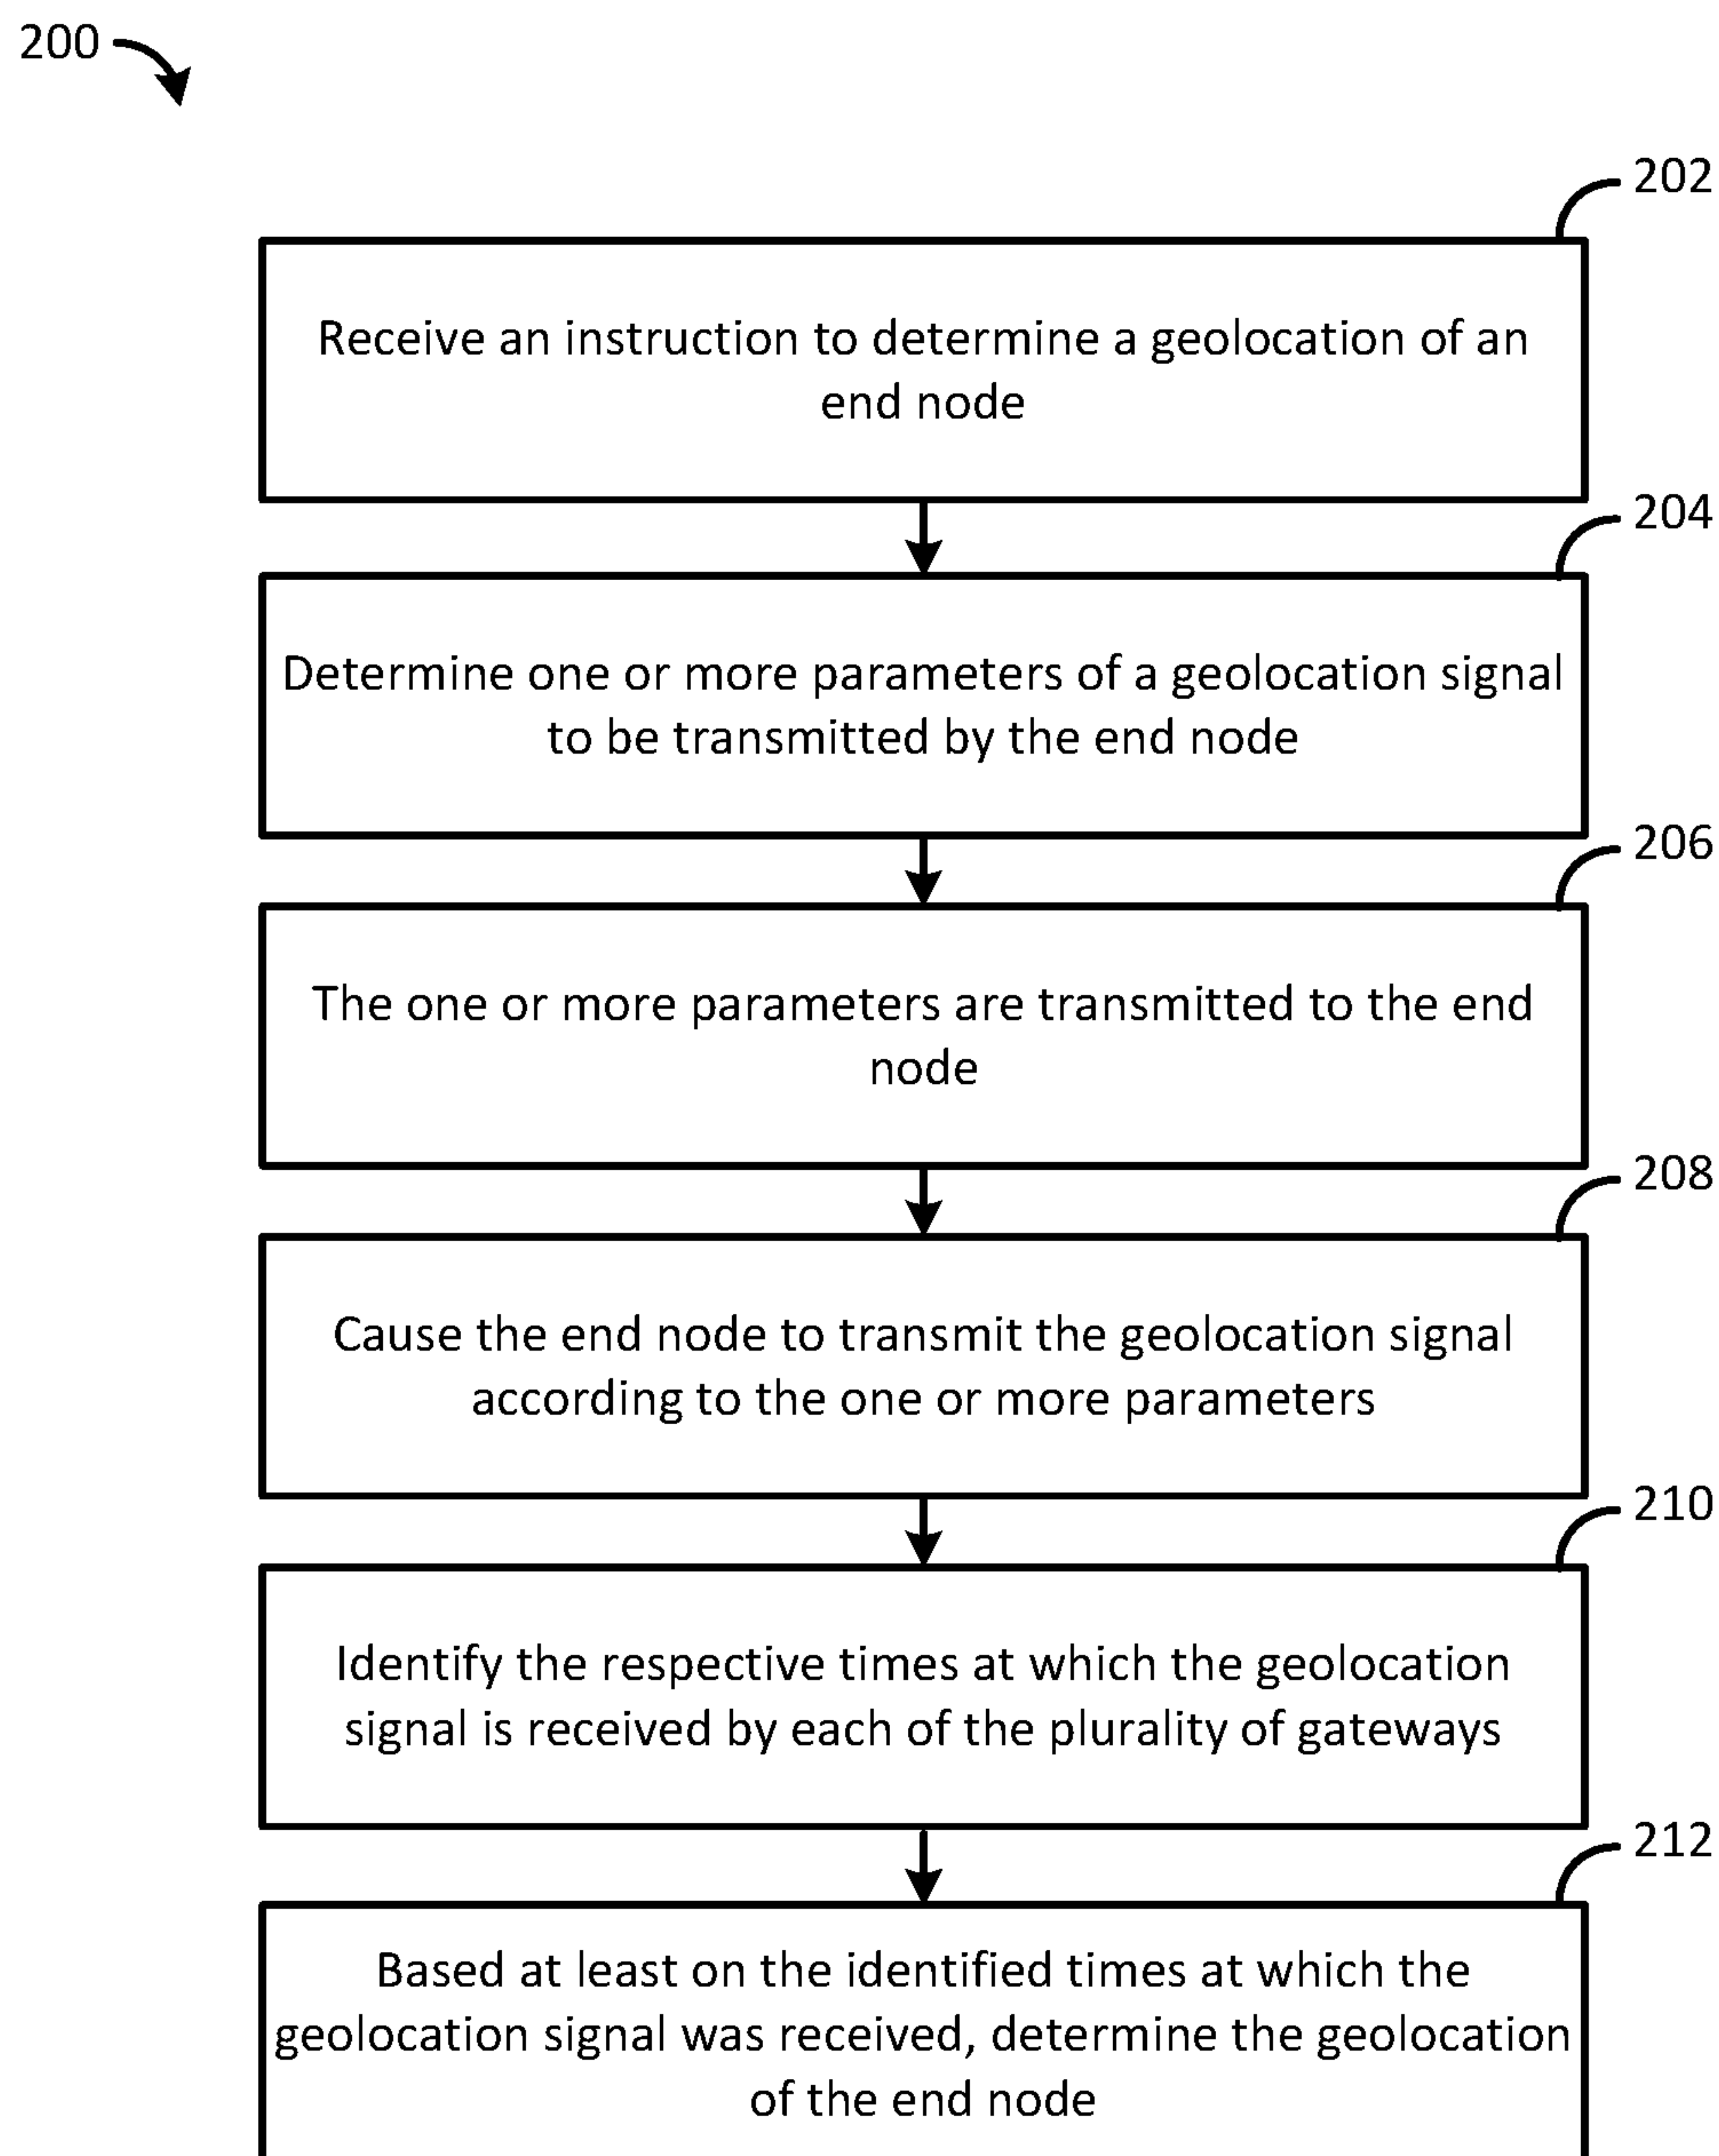 200
202
Receive an instruction to determine a geolocation of an
end node
204
Determine one or more parameters of a geolocation signal
to be transmitted by the end node
206
The one or more parameters are transmitted to the end
node
208
Cause the end node to transmit the geolocation signal
according to the one or more parameters
210
Identify the respective times at which the geolocation
signal is received by each of the plurality of gateways
212
Based at least on the identified times at which the
geolocation signal was received, determine the geolocation
of the end node